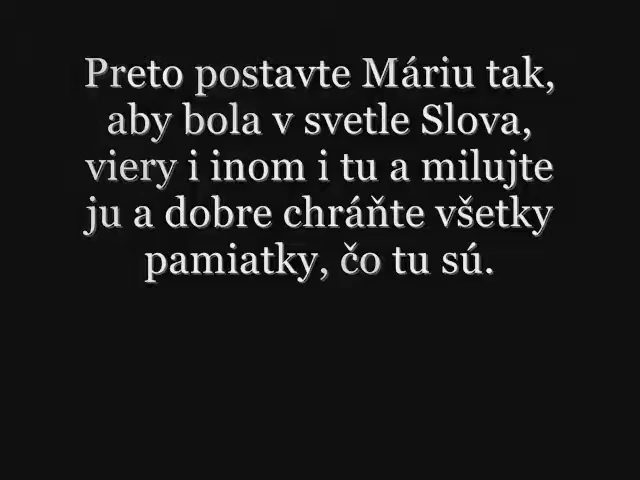 Preto postavte Máriu tak,
aby bola v svetle Slova,
viery i inom i tu a milujte
ju a dobre chráňte všetky
pamiatky, čo tu sú.